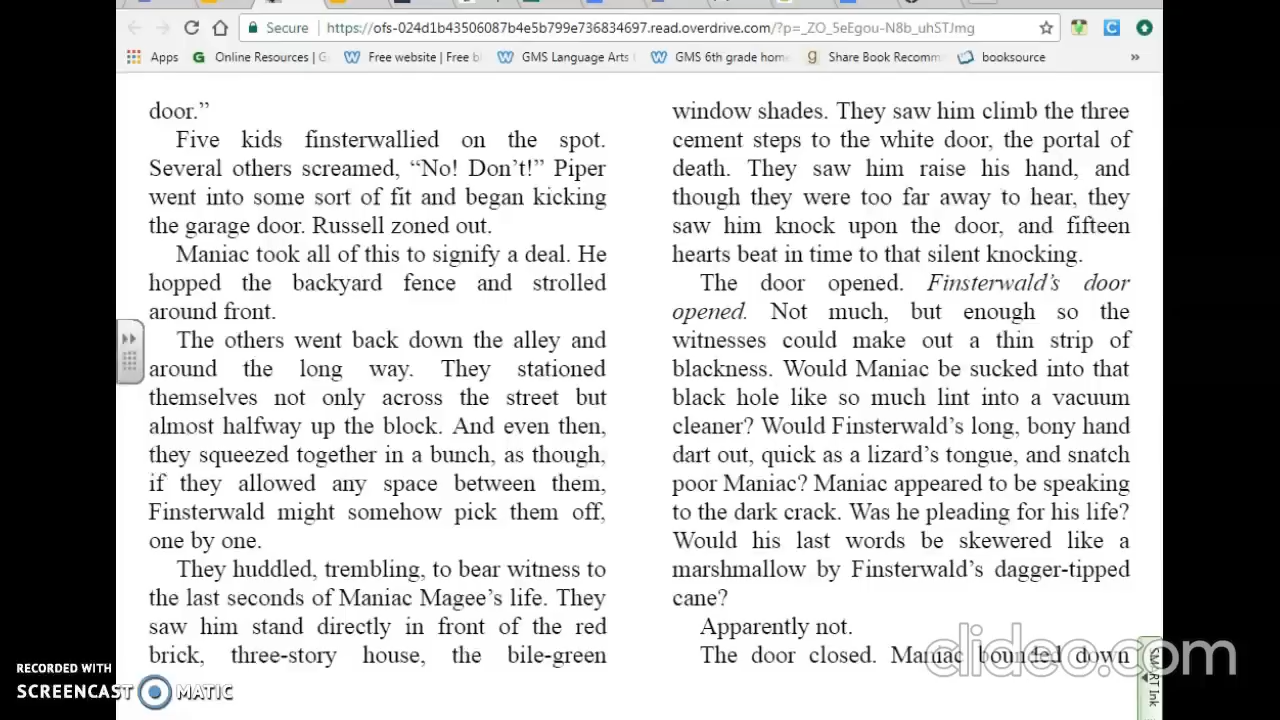 Secure
https://ofs-024d1b43506087b4e5b799e736834697.read.overdrive.com/?p=_ZO_5eEgou-N8b_uhSTJmg
Apps
Online Resources | G
Free website | Free bl
GMS Language Arts |
GMS 6th grade home
Share Book Recomm
booksource
»
door.”
Five kids finsterwallied on the spot.
Several others screamed, “No! Don’t!” Piper
went into some sort of fit and began kicking
the garage door. Russell zoned out.
Maniac took all of this to signify a deal. He
hopped the backyard fence and strolled
around front.
The others went back down the alley and
around the long way. They stationed
themselves not only across the street but
almost halfway up the block. And even then,
they squeezed together in a bunch, as though,
if they allowed any space between them,
Finsterwald might somehow pick them off,
one by one.
They huddled, trembling, to bear witness to
the last seconds of Maniac Magee’s life. They
saw him stand directly in front of the red
brick, three-story house, the bile-green
window shades. They saw him climb the three
cement steps to the white door, the portal of
death. They saw him raise his hand, and
though they were too far away to hear, they
saw him knock upon the door, and fifteen
hearts beat in time to that silent knocking.
The door opened. Finsterwald’s door
opened. Not much, but enough so the
witnesses could make out a thin strip of
blackness. Would Maniac be sucked into that
black hole like so much lint into a vacuum
cleaner? Would Finsterwald’s long, bony hand
dart out, quick as a lizard’s tongue, and snatch
poor Maniac? Maniac appeared to be speaking
to the dark crack. Was he pleading for his life?
Would his last words be skewered like a
marshmallow by Finsterwald’s dagger-tipped
cane?
Apparently not.
The door closed. Maniac bounded down
SMART Ink
clideo.com
RECORDED WITH
SCREENCAST MATIC